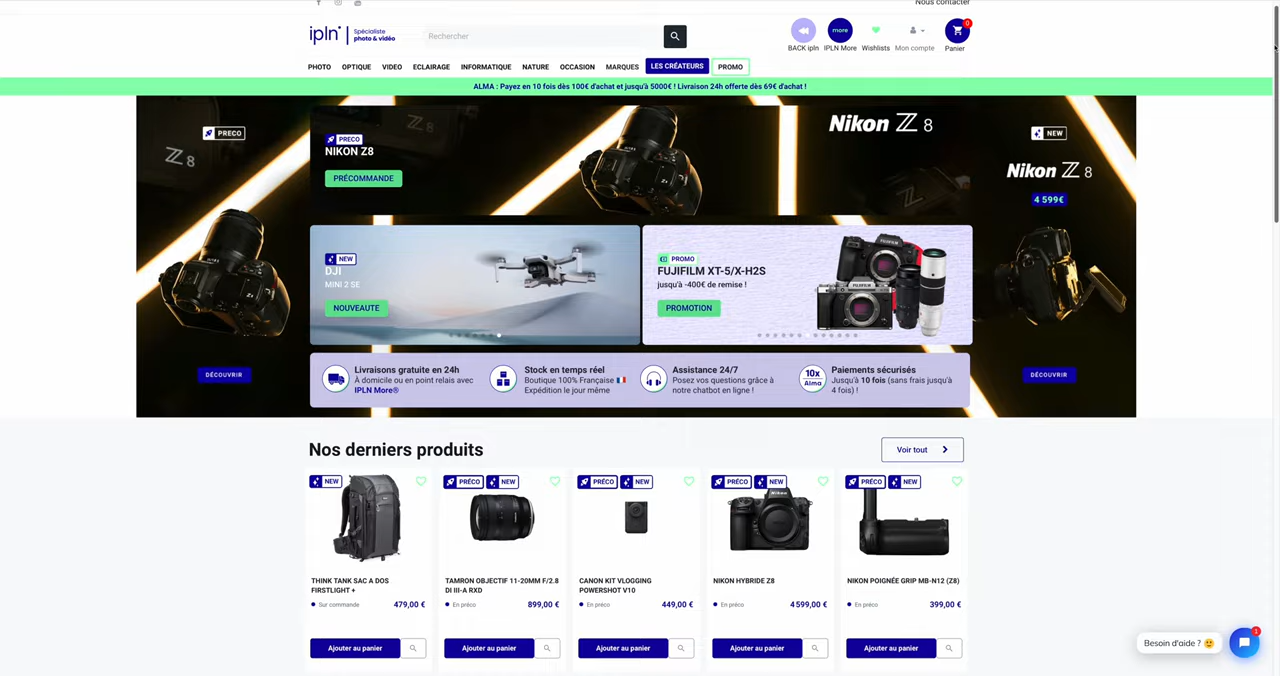 Nous contacter
ipln
Spécialiste
photo & vidéo
Rechercher
more
0
BACK ipln
IPLN More
Wishlists
Mon compte
Panier
PHOTO
OPTIQUE
VIDEO
ECLAIRAGE
INFORMATIQUE
NATURE
OCCASION
MARQUES
LES CRÉATEURS
PROMO
ALMA : Payez en 10 fois dès 100€ d'achat et jusqu'à 5000€ ! Livraison 24h offerte dès 69€ d'achat !
PRECO
Z 8
DÉCOUVRIR
PRECO
NIKON Z8
PRÉCOMMANDE
Nikon Z 8
NEW
Nikon Z 8
4 599€
DÉCOUVRIR
NEW
DJI
MINI 2 SE
NOUVEAUTE
PROMO
FUJIFILM XT-5/X-H2S
jusqu'à -400€ de remise !
PROMOTION
Livraisons gratuite en 24h
À domicile ou en point relais avec
IPLN More®
Stock en temps réel
Boutique 100% Française
Expédition le jour même
Assistance 24/7
Posez vos questions grâce à
notre chatbot en ligne !
10x
Alma
Paiements sécurisés
Jusqu'à 10 fois (sans frais jusqu'à
4 fois) !
Nos derniers produits
Voir tout
NEW
THINK TANK SAC A DOS
FIRSTLIGHT +
Sur commande
479,00 €
Ajouter au panier
PRÉCO
NEW
TAMRON OBJECTIF 11-20MM F/2.8
DI III-A RXD
En préco
899,00 €
Ajouter au panier
PRÉCO
NEW
CANON KIT VLOGGING
POWERSHOT V10
En préco
449,00 €
Ajouter au panier
PRÉCO
NEW
NIKON HYBRIDE Z8
En préco
4 599,00 €
Ajouter au panier
PRÉCO
NEW
NIKON POIGNÉE GRIP MB-N12 (Z8)
En préco
399,00 €
Ajouter au panier
Besoin d'aide ?
1